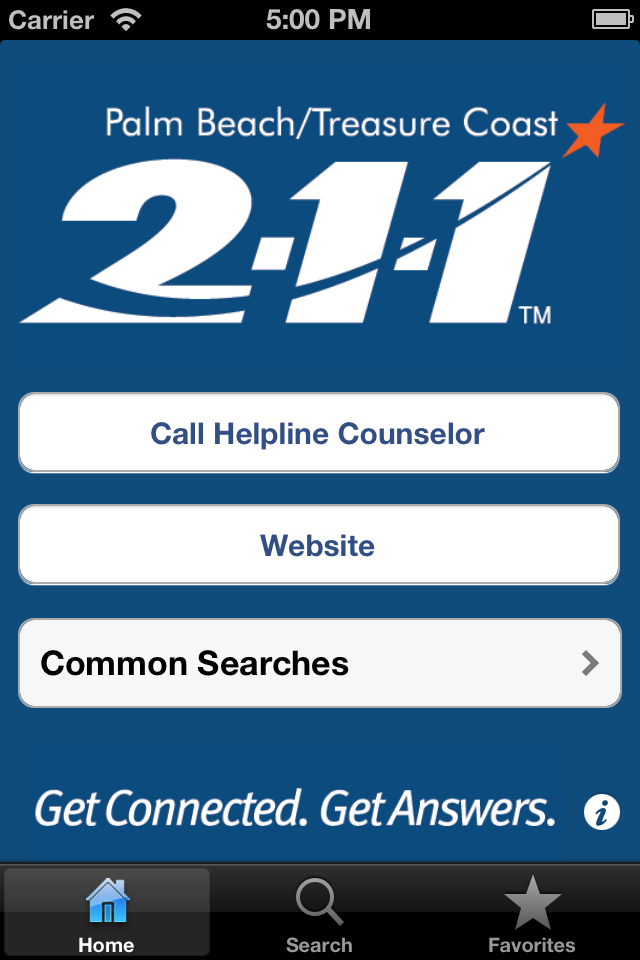 Carrier 5:00 PM
Palm Beach/Treasure Coast
2-1-1 TM
Call Helpline Counselor
Website
Common Searches
Get Connected. Get Answers. i
Home Search Favorites